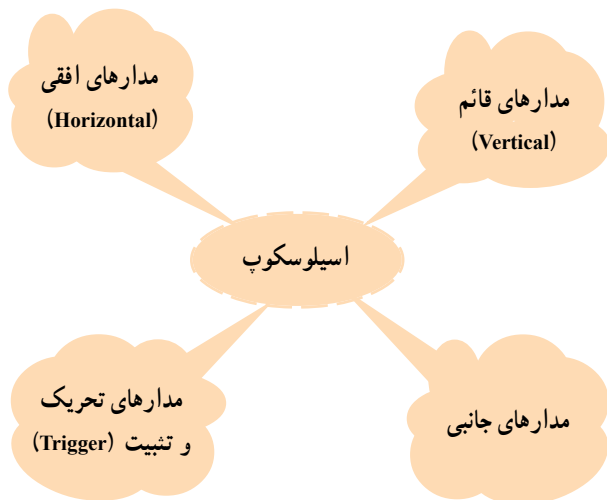 مدارهای قائم
(Vertical)
مدارهای افقی
(Horizontal)
اسیلوسکوپ
مدارهای جانبی
مدارهای تحریک
و تثبیت (Trigger)